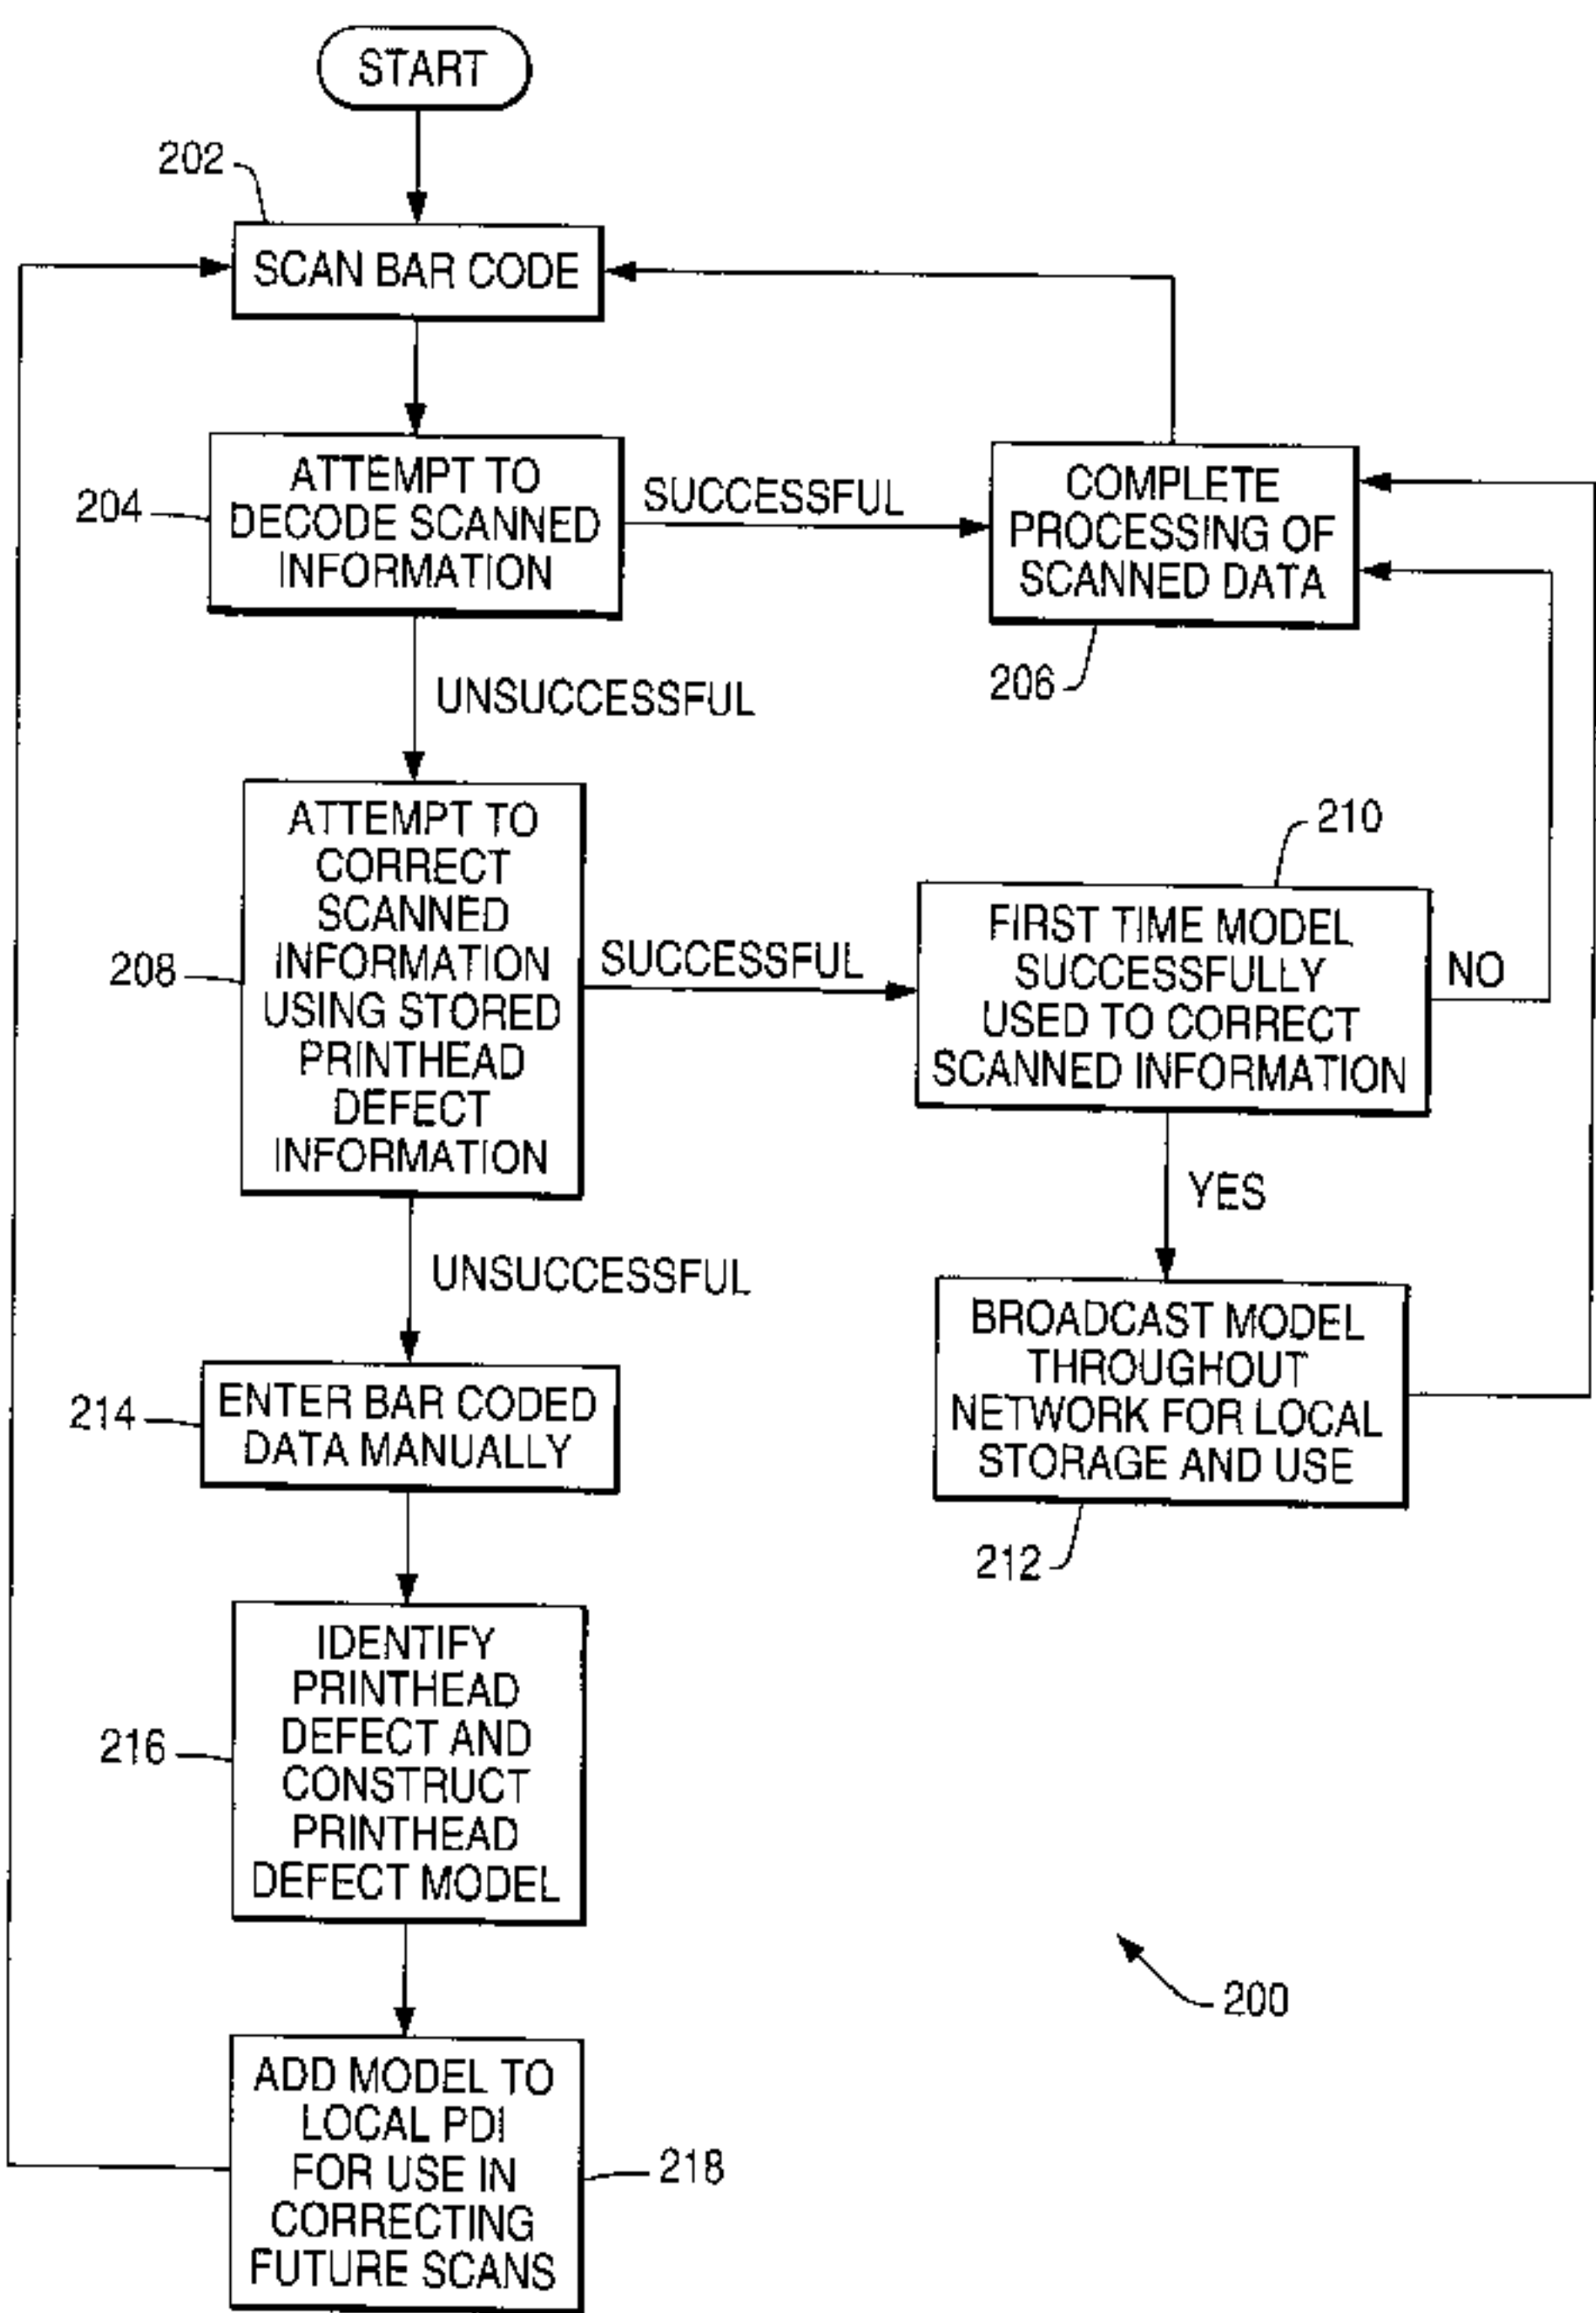 START
202
SCAN BAR CODE
204
ATTEMPT TO
DECODE SCANNED
INFORMATION
SUCCESSFUL
COMPLETE
PROCESSING OF
SCANNED DATA
206
UNSUCCESSFUL
208
ATTEMPT TO
CORRECT
SCANNED
INFORMATION
USING STORED
PRINTHEAD
DEFECT
INFORMATION
SUCCESSFUL
210
FIRST TIME MODEL
SUCCESSFULLY
USED TO CORRECT
SCANNED INFORMATION
NO
YES
UNSUCCESSFUL
BROADCAST MODEL
THROUGHOUT
NETWORK FOR LOCAL
STORAGE AND USE
212
214
ENTER BAR CODED
DATA MANUALLY
216
IDENTIFY
PRINTHEAD
DEFECT AND
CONSTRUCT
PRINTHEAD
DEFECT MODEL
200
ADD MODEL TO
LOCAL PDI
FOR USE IN
CORRECTING
FUTURE SCANS
218